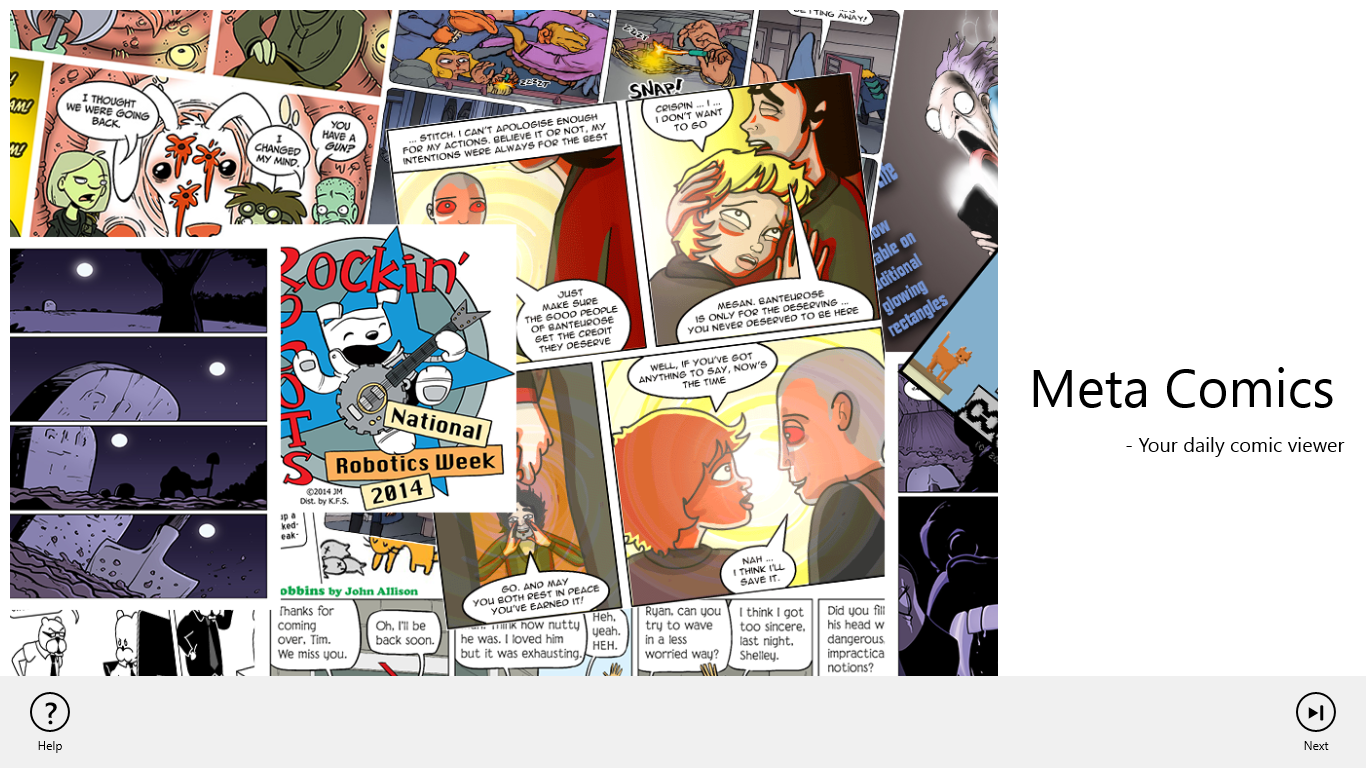 GETTING AWAY!
I THOUGHT
WE WERE GOING
BACK.
I
CHANGED
MY MIND.
YOU
HAVE A
GUN?
ZZZT
ZZZT
ZZZT
SNAP!
... STITCH. I CAN'T APOLOGISE ENOUGH
FOR MY ACTIONS. BELIEVE IT OR NOT, MY
INTENTIONS WERE ALWAYS FOR THE BEST
CRISPIN ... I ...
I DON'T WANT
TO GO
JUST
MAKE SURE
THE GOOD PEOPLE
OF BANTEUROSE
GET THE CREDIT
THEY DESERVE
MEGAN. BANTEUROSE
IS ONLY FOR THE DESERVING ...
YOU NEVER DESERVED TO BE HERE
glowing
rectangles
Rockin'
National
Robotics Week
2014
©2014 JM
Dist. by K.F.S.
WELL, IF YOU'VE GOT
ANYTHING TO SAY, NOW'S
THE TIME
NAH ...
I THINK I'LL
SAVE IT.
GO. AND MAY
YOU BOTH REST IN PEACE
YOU'VE EARNED IT!
by John Allison
Thanks for
coming
over, Tim.
We miss you.
Oh, I'll be
back soon.
think how nutty
he was. I loved him
but it was exhausting.
Heh,
yeah.
HEH.
Ryan, can you
try to wave
in a less
worried way?
I think I got
too sincere,
last night,
Shelley.
Did you fill
his head w
dangerous,
impractica
notions?
Meta Comics
- Your daily comic viewer
Help
Next